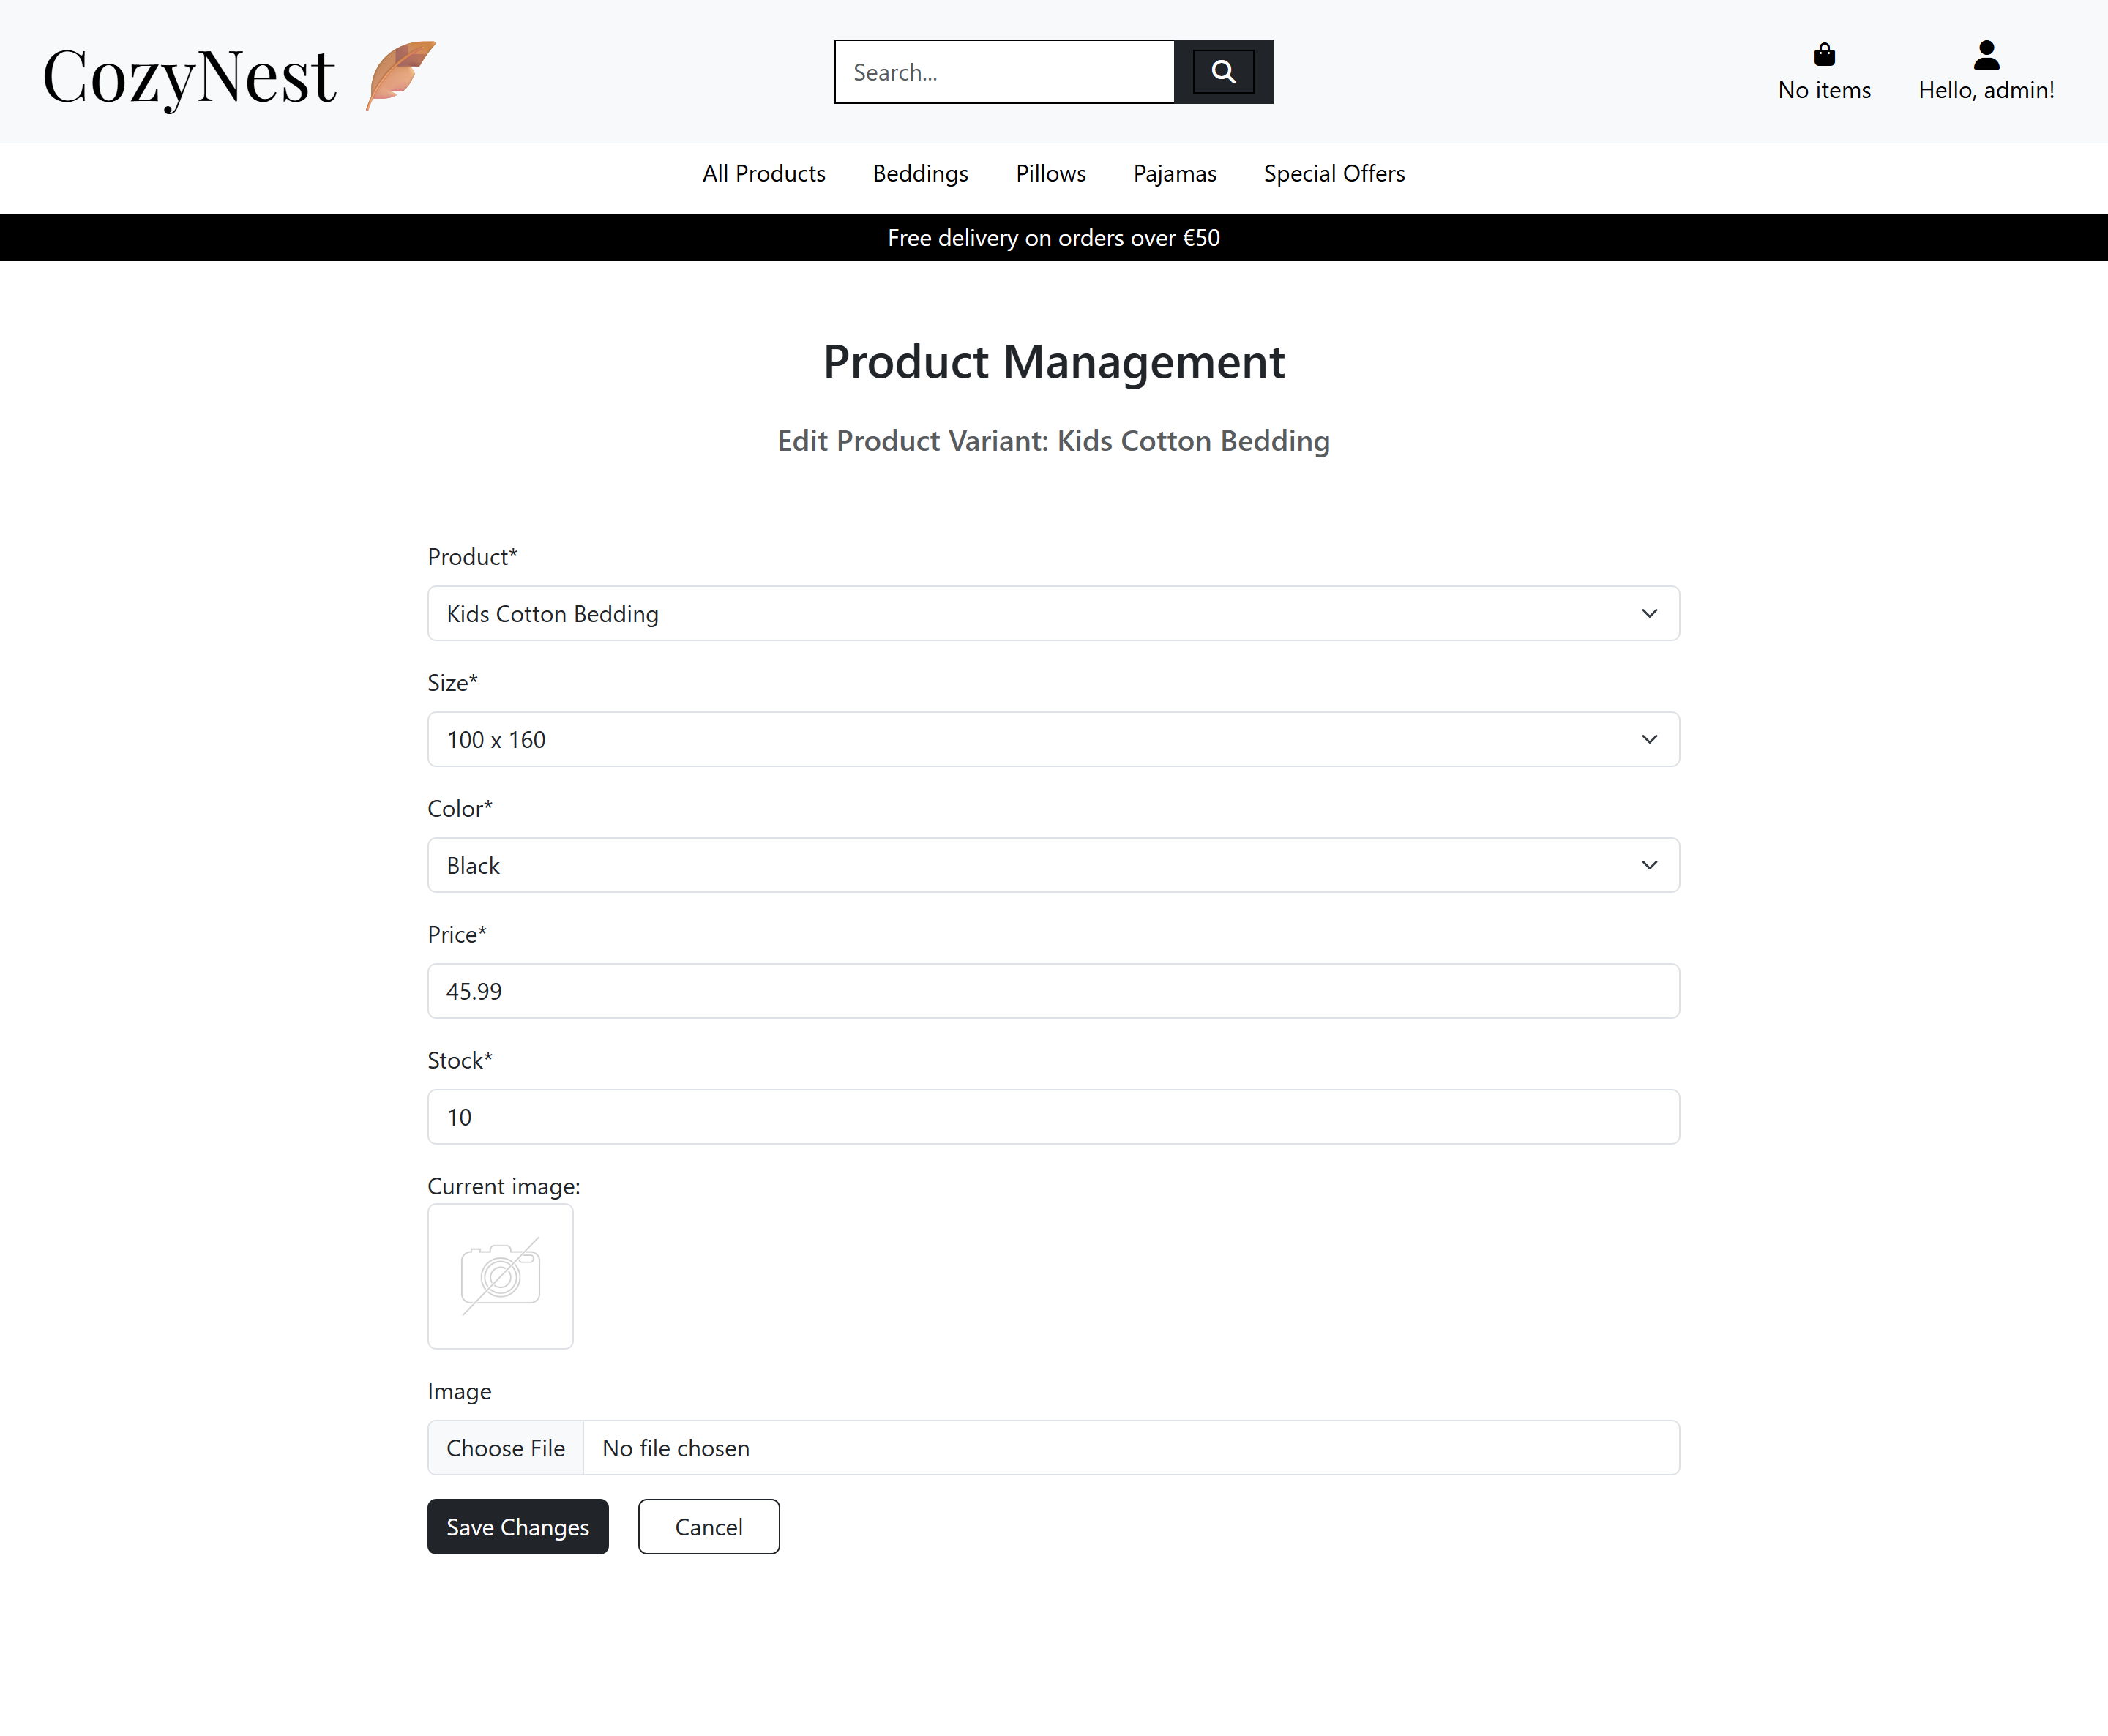 CozyNest
Search...
No items
Hello, admin!
All Products Beddings Pillows Pajamas Special Offers
Free delivery on orders over €50
Product Management
Edit Product Variant: Kids Cotton Bedding
Product*
Kids Cotton Bedding
Size*
100 x 160
Color*
Black
Price*
45.99
Stock*
10
Current image:
Image
Choose File No file chosen
Save Changes Cancel